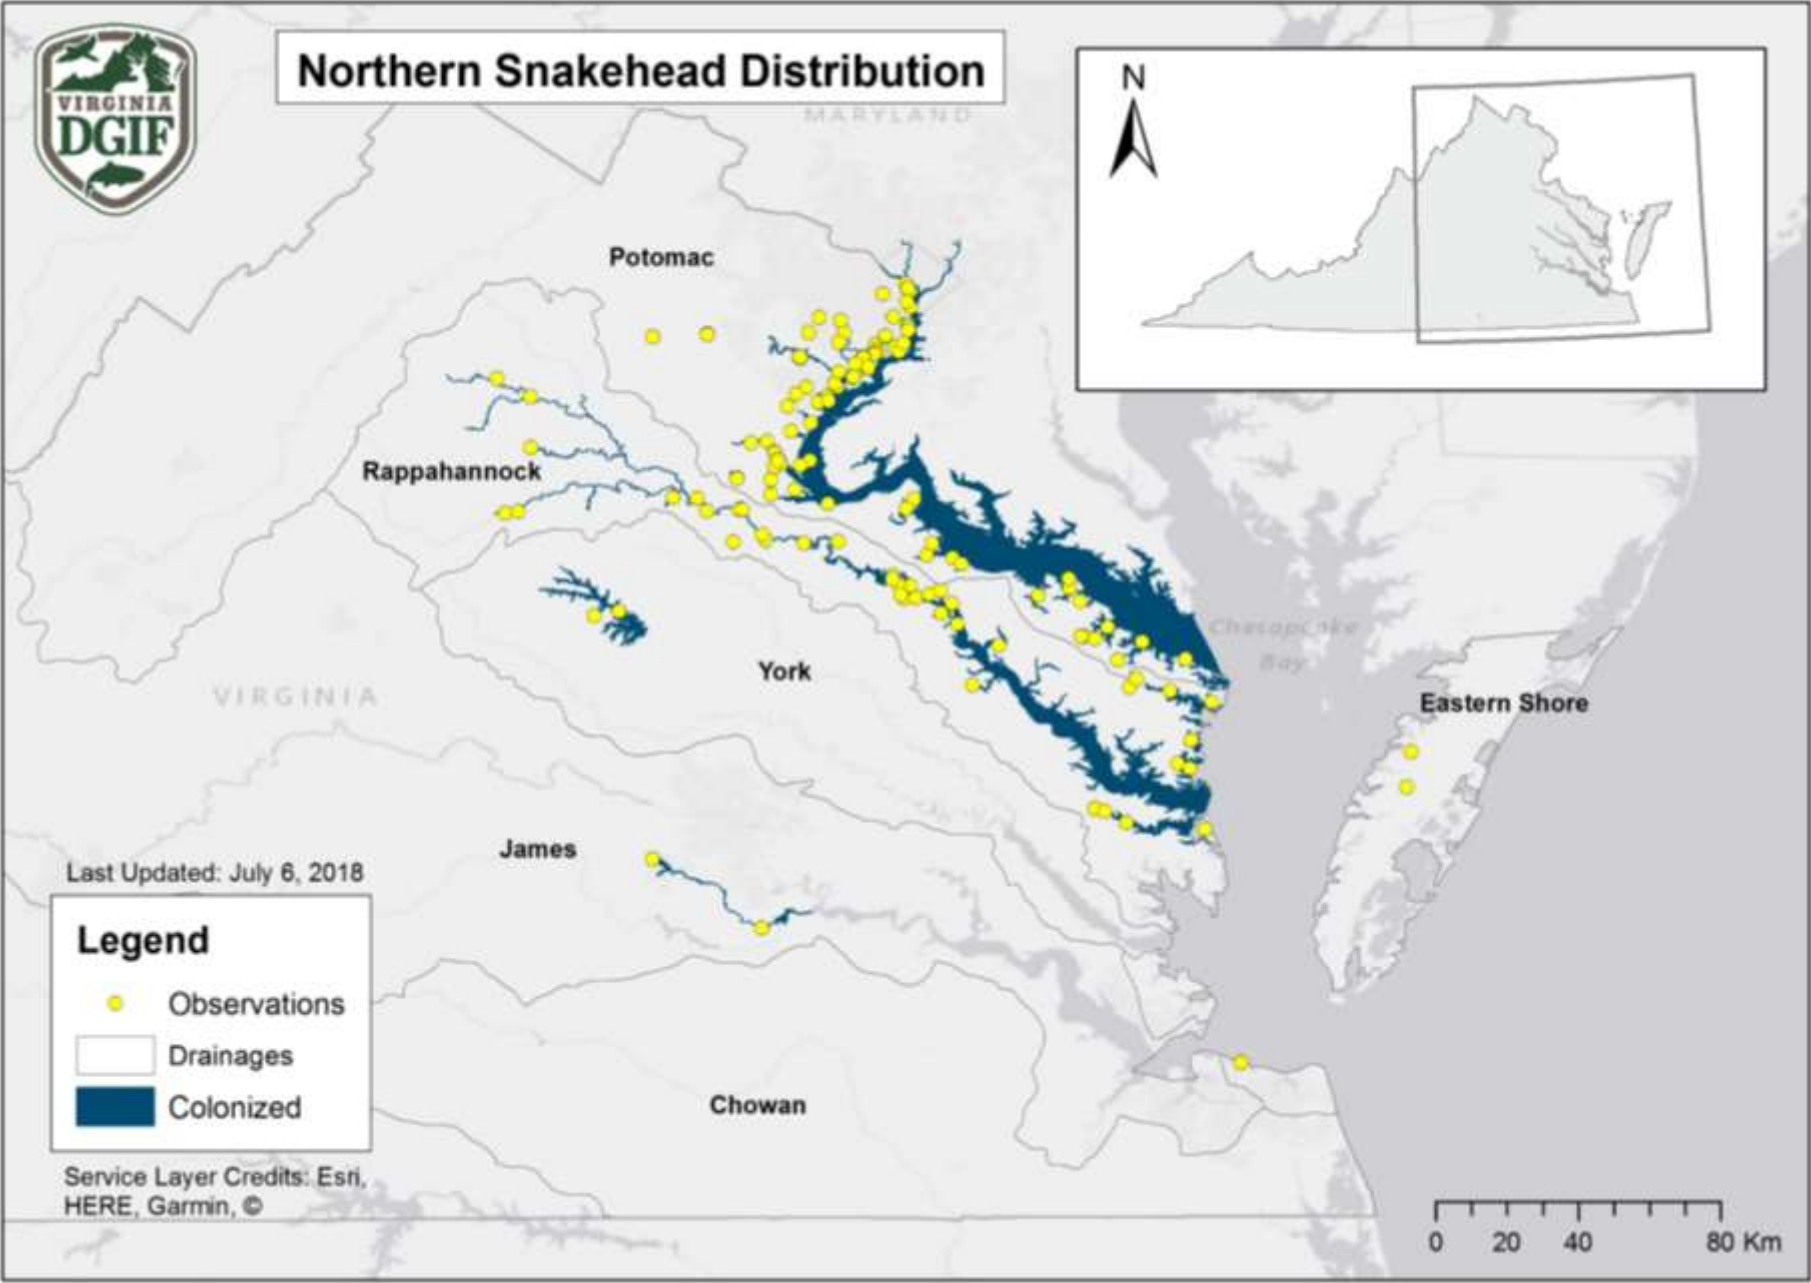 VIRGINIA
DGIF
Northern Snakehead Distribution
MARYLAND
N
Potomac
Rappahannock
Chesapeake
Bay
York
VIRGINIA
Eastern Shore
James
Last Updated: July 6, 2018
Legend
Observations
Drainages
Colonized
Chowan
Service Layer Credits: Esri,
HERE, Garmin, ©
0 20 40 80 Km